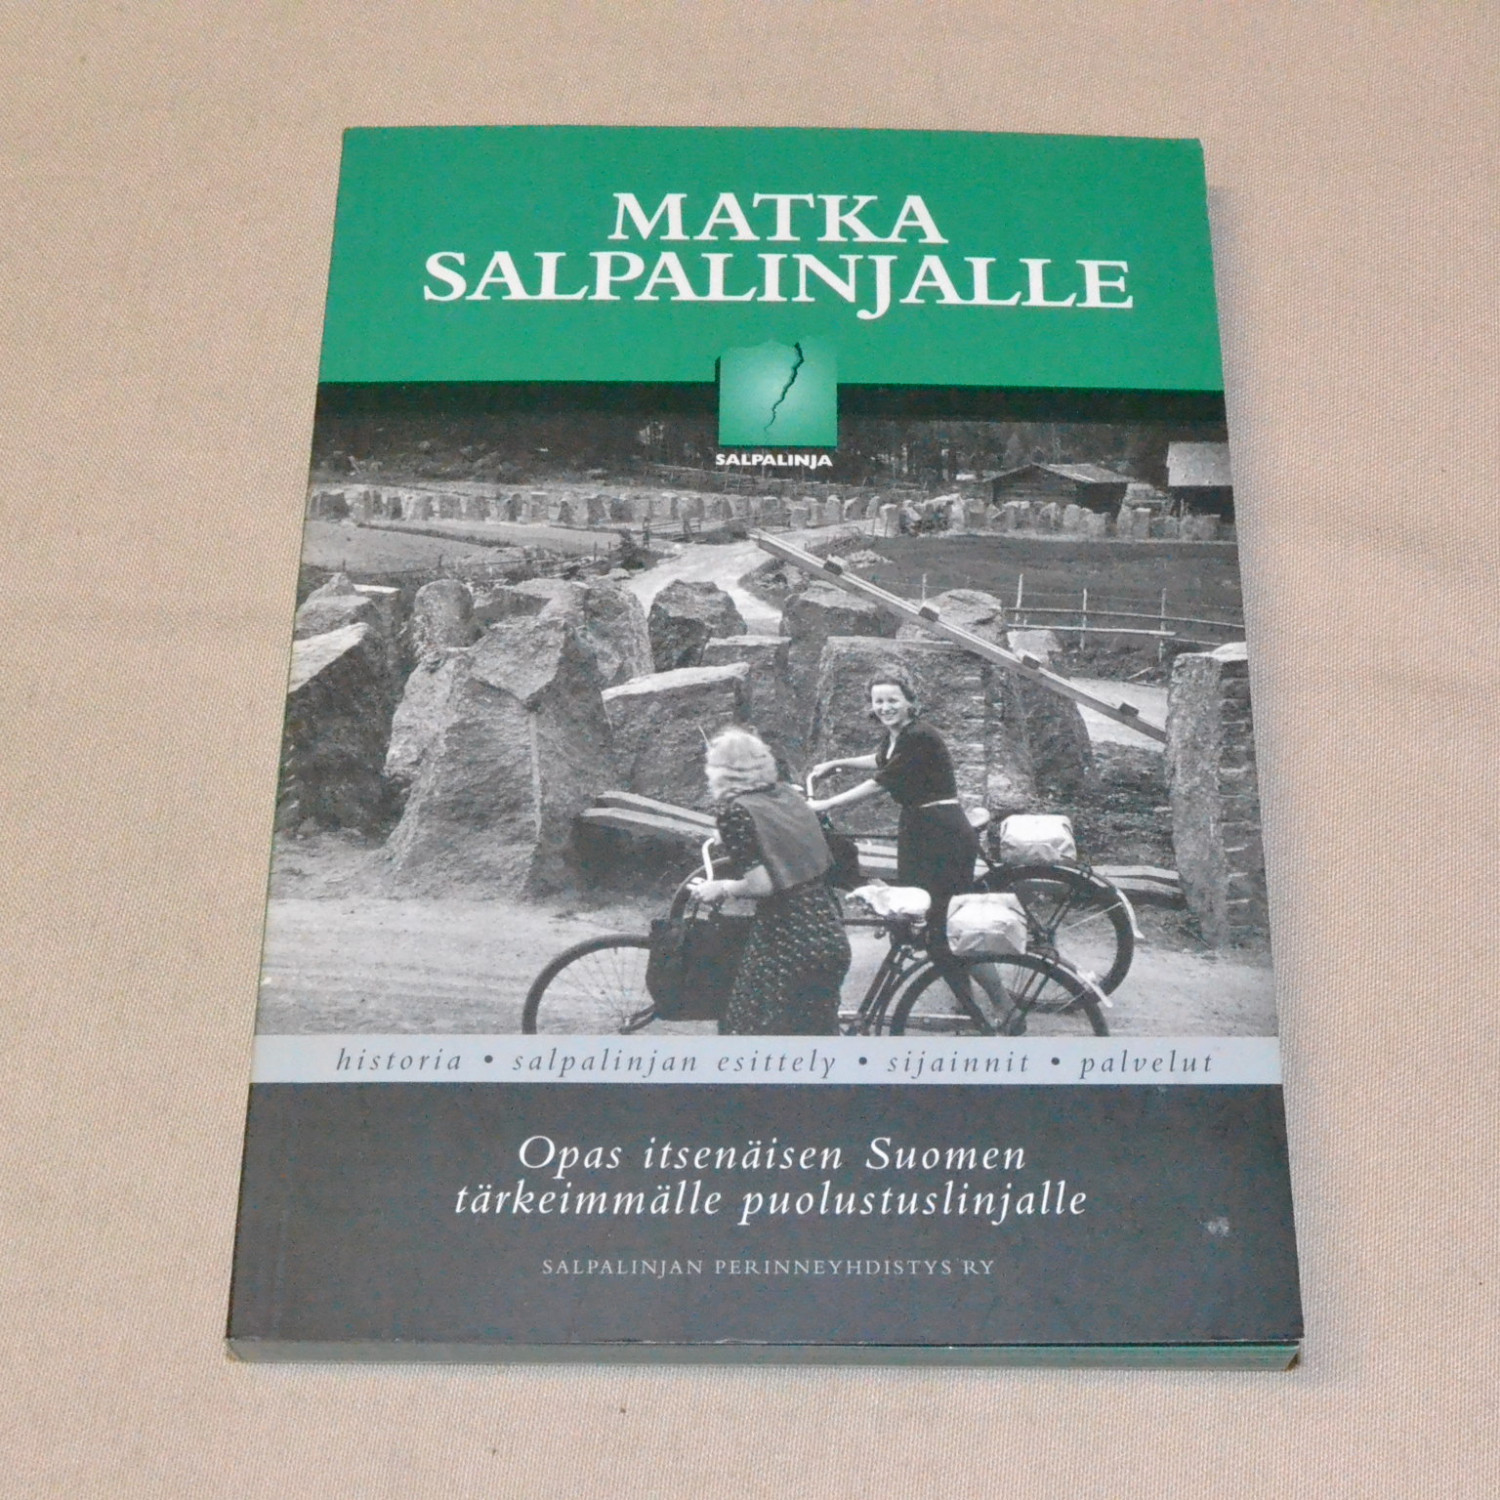 MATKA
SALPALINJALLE
SALPALINJA
historia • salpalinjan esittely • sijainnit • palvelut
Opas itsenäisen Suomen
tärkeimmälle puolustuslinjalle
SALPALINJAN PERINNEYHDISTYS RY